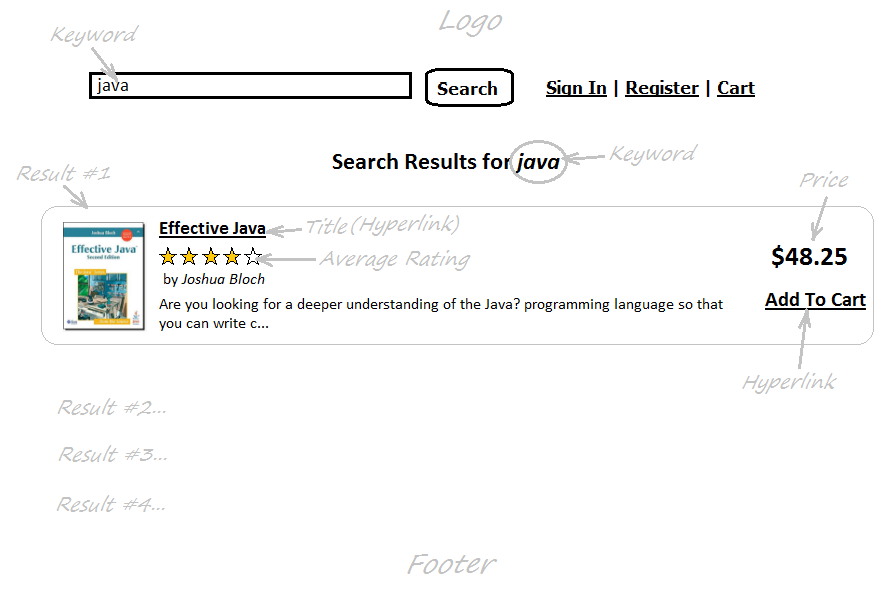 Logo
Keyword
java
Search
Sign In | Register | Cart
Search Results for java
Keyword
Result #1
Price
Joshua Bloch
Effective Java
Second Edition
Effective Java
Title (Hyperlink)
Average Rating
by Joshua Bloch
Are you looking for a deeper understanding of the Java? programming language so that
you can write c...
$48.25
Add To Cart
Hyperlink
Result #2...
Result #3...
Result #4...
Footer